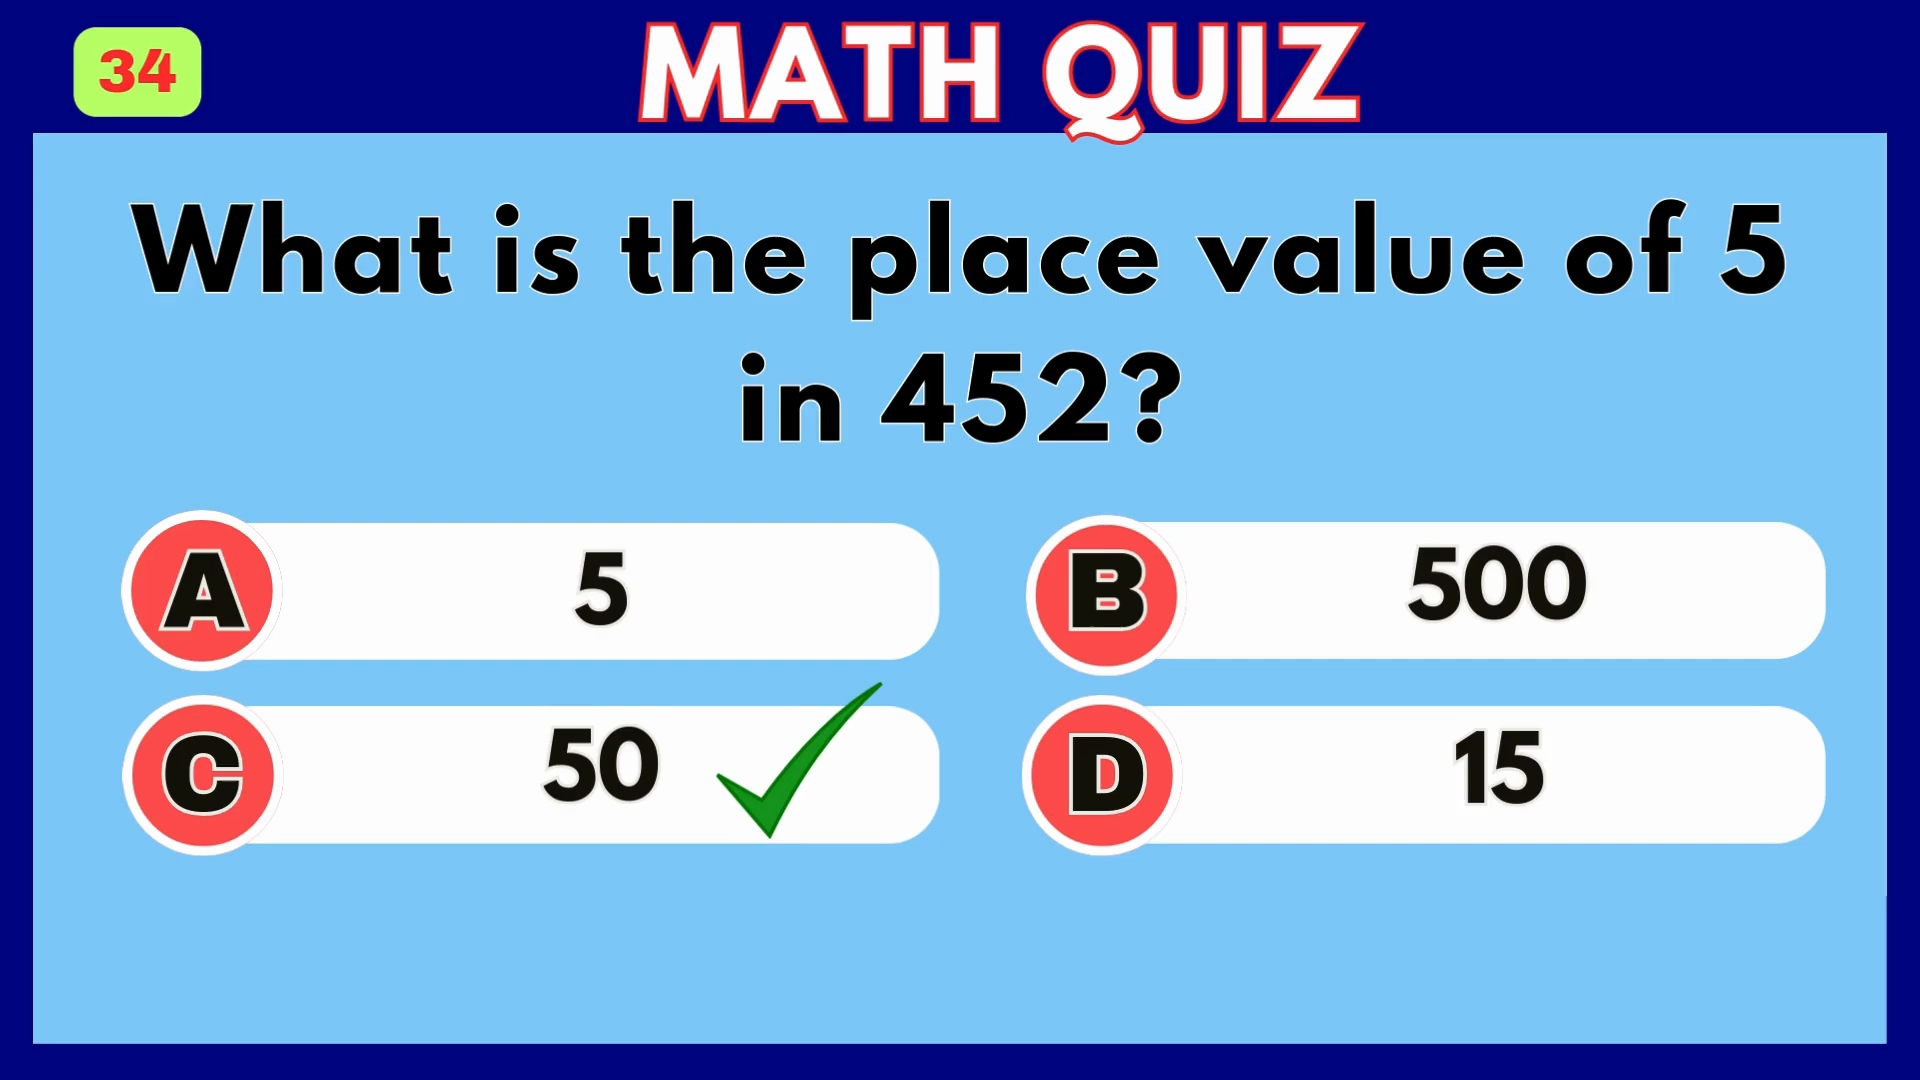 34
MATH QUIZ
What is the place value of 5
in 452?
A 5
B 500
C 50
D 15